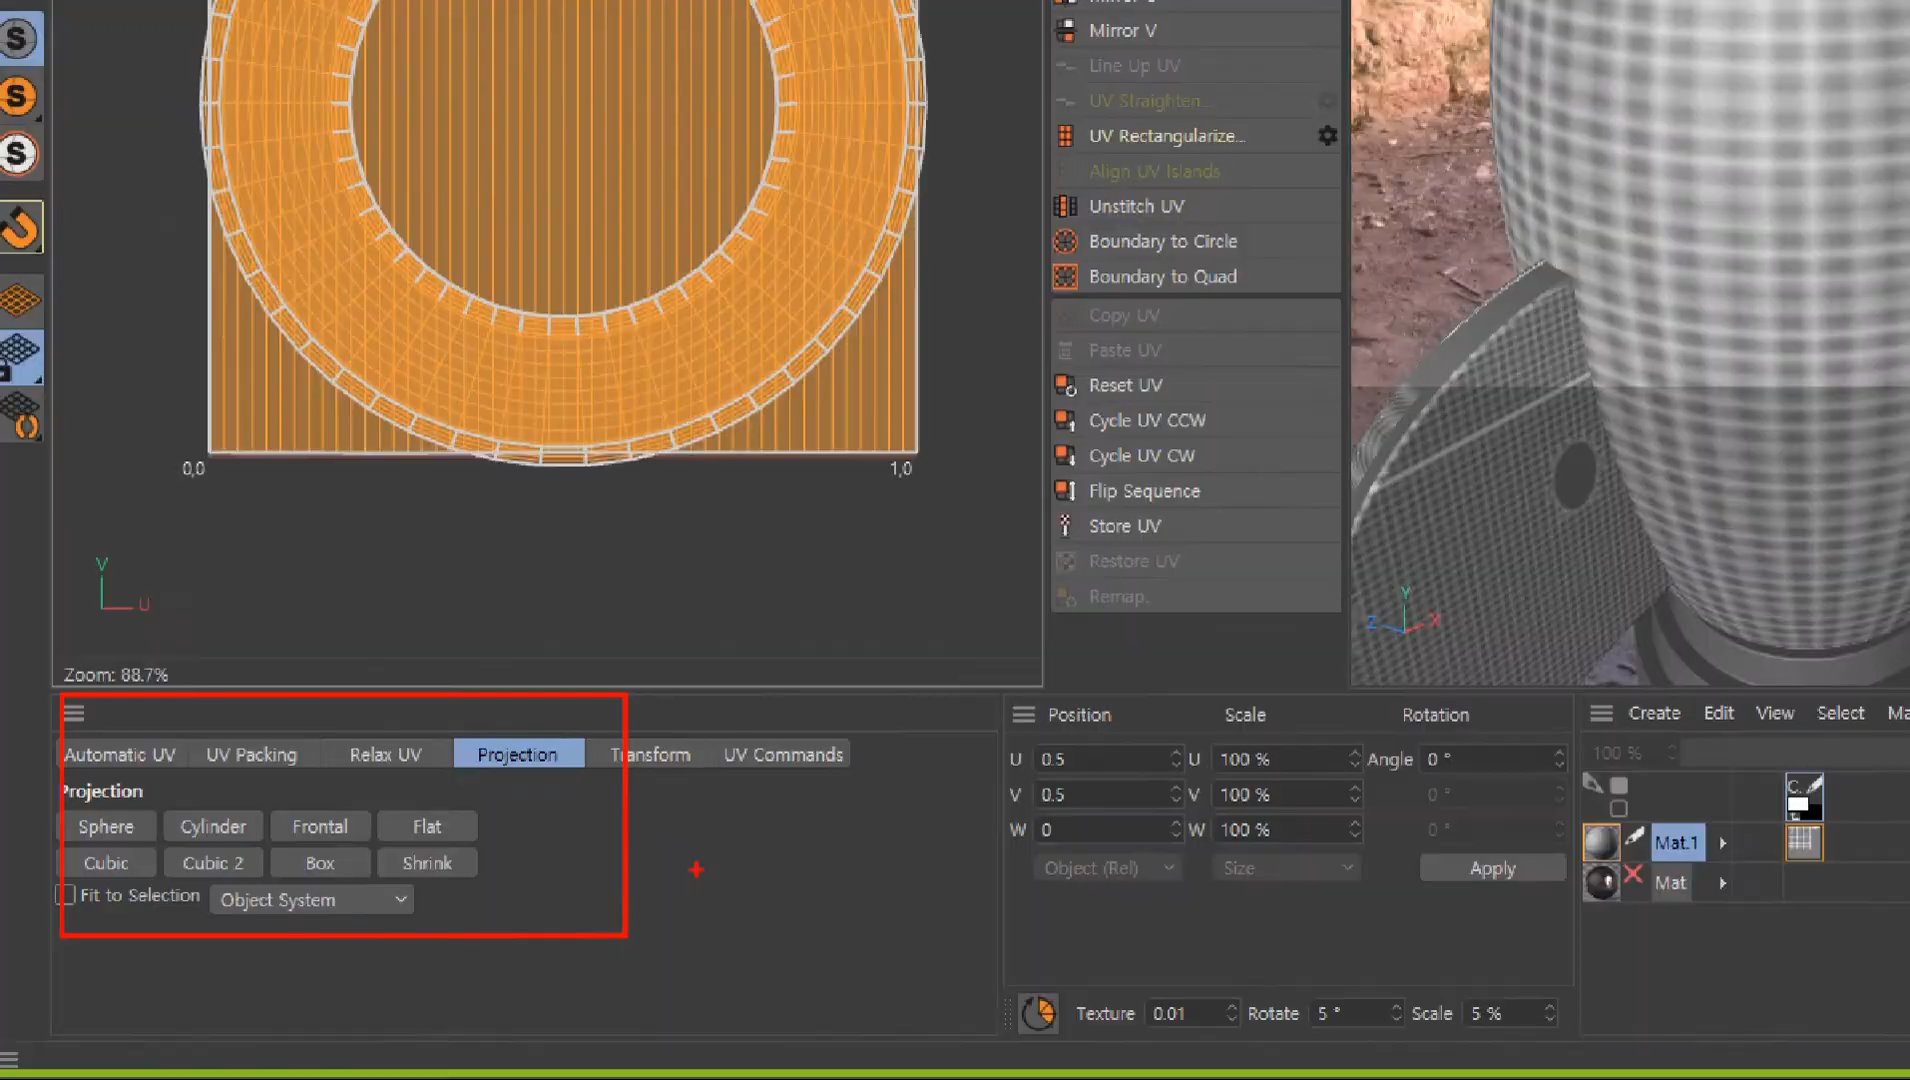 S
S
S
0,0
1,0
V
U
Zoom: 88.7%
Mirror V
Line Up UV
UV Straighten...
UV Rectangularize...
Align UV Islands
Unstitch UV
Boundary to Circle
Boundary to Quad
Copy UV
Paste UV
Reset UV
Cycle UV CCW
Cycle UV CW
Flip Sequence
Store UV
Restore UV
Remap..
Y
Z X
Automatic UV UV Packing Relax UV Projection Transform UV Commands
Projection
Sphere Cylinder Frontal Flat
Cubic Cubic 2 Box Shrink
Fit to Selection Object System
Position Scale Rotation
U 0.5 U 100 % Angle 0 °
V 0.5 V 100 % 0 °
W 0 W 100 % 0 °
Object (Rel) Size Apply
Texture 0.01 Rotate 5 ° Scale 5 %
Create Edit View Select Ma
100 %
C.
Mat.1
Mat